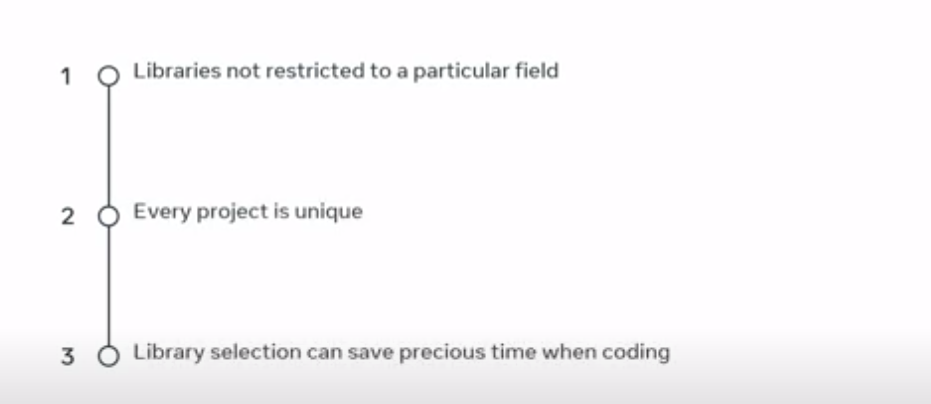 1 Libraries not restricted to a particular field
2 Every project is unique
3 Library selection can save precious time when coding